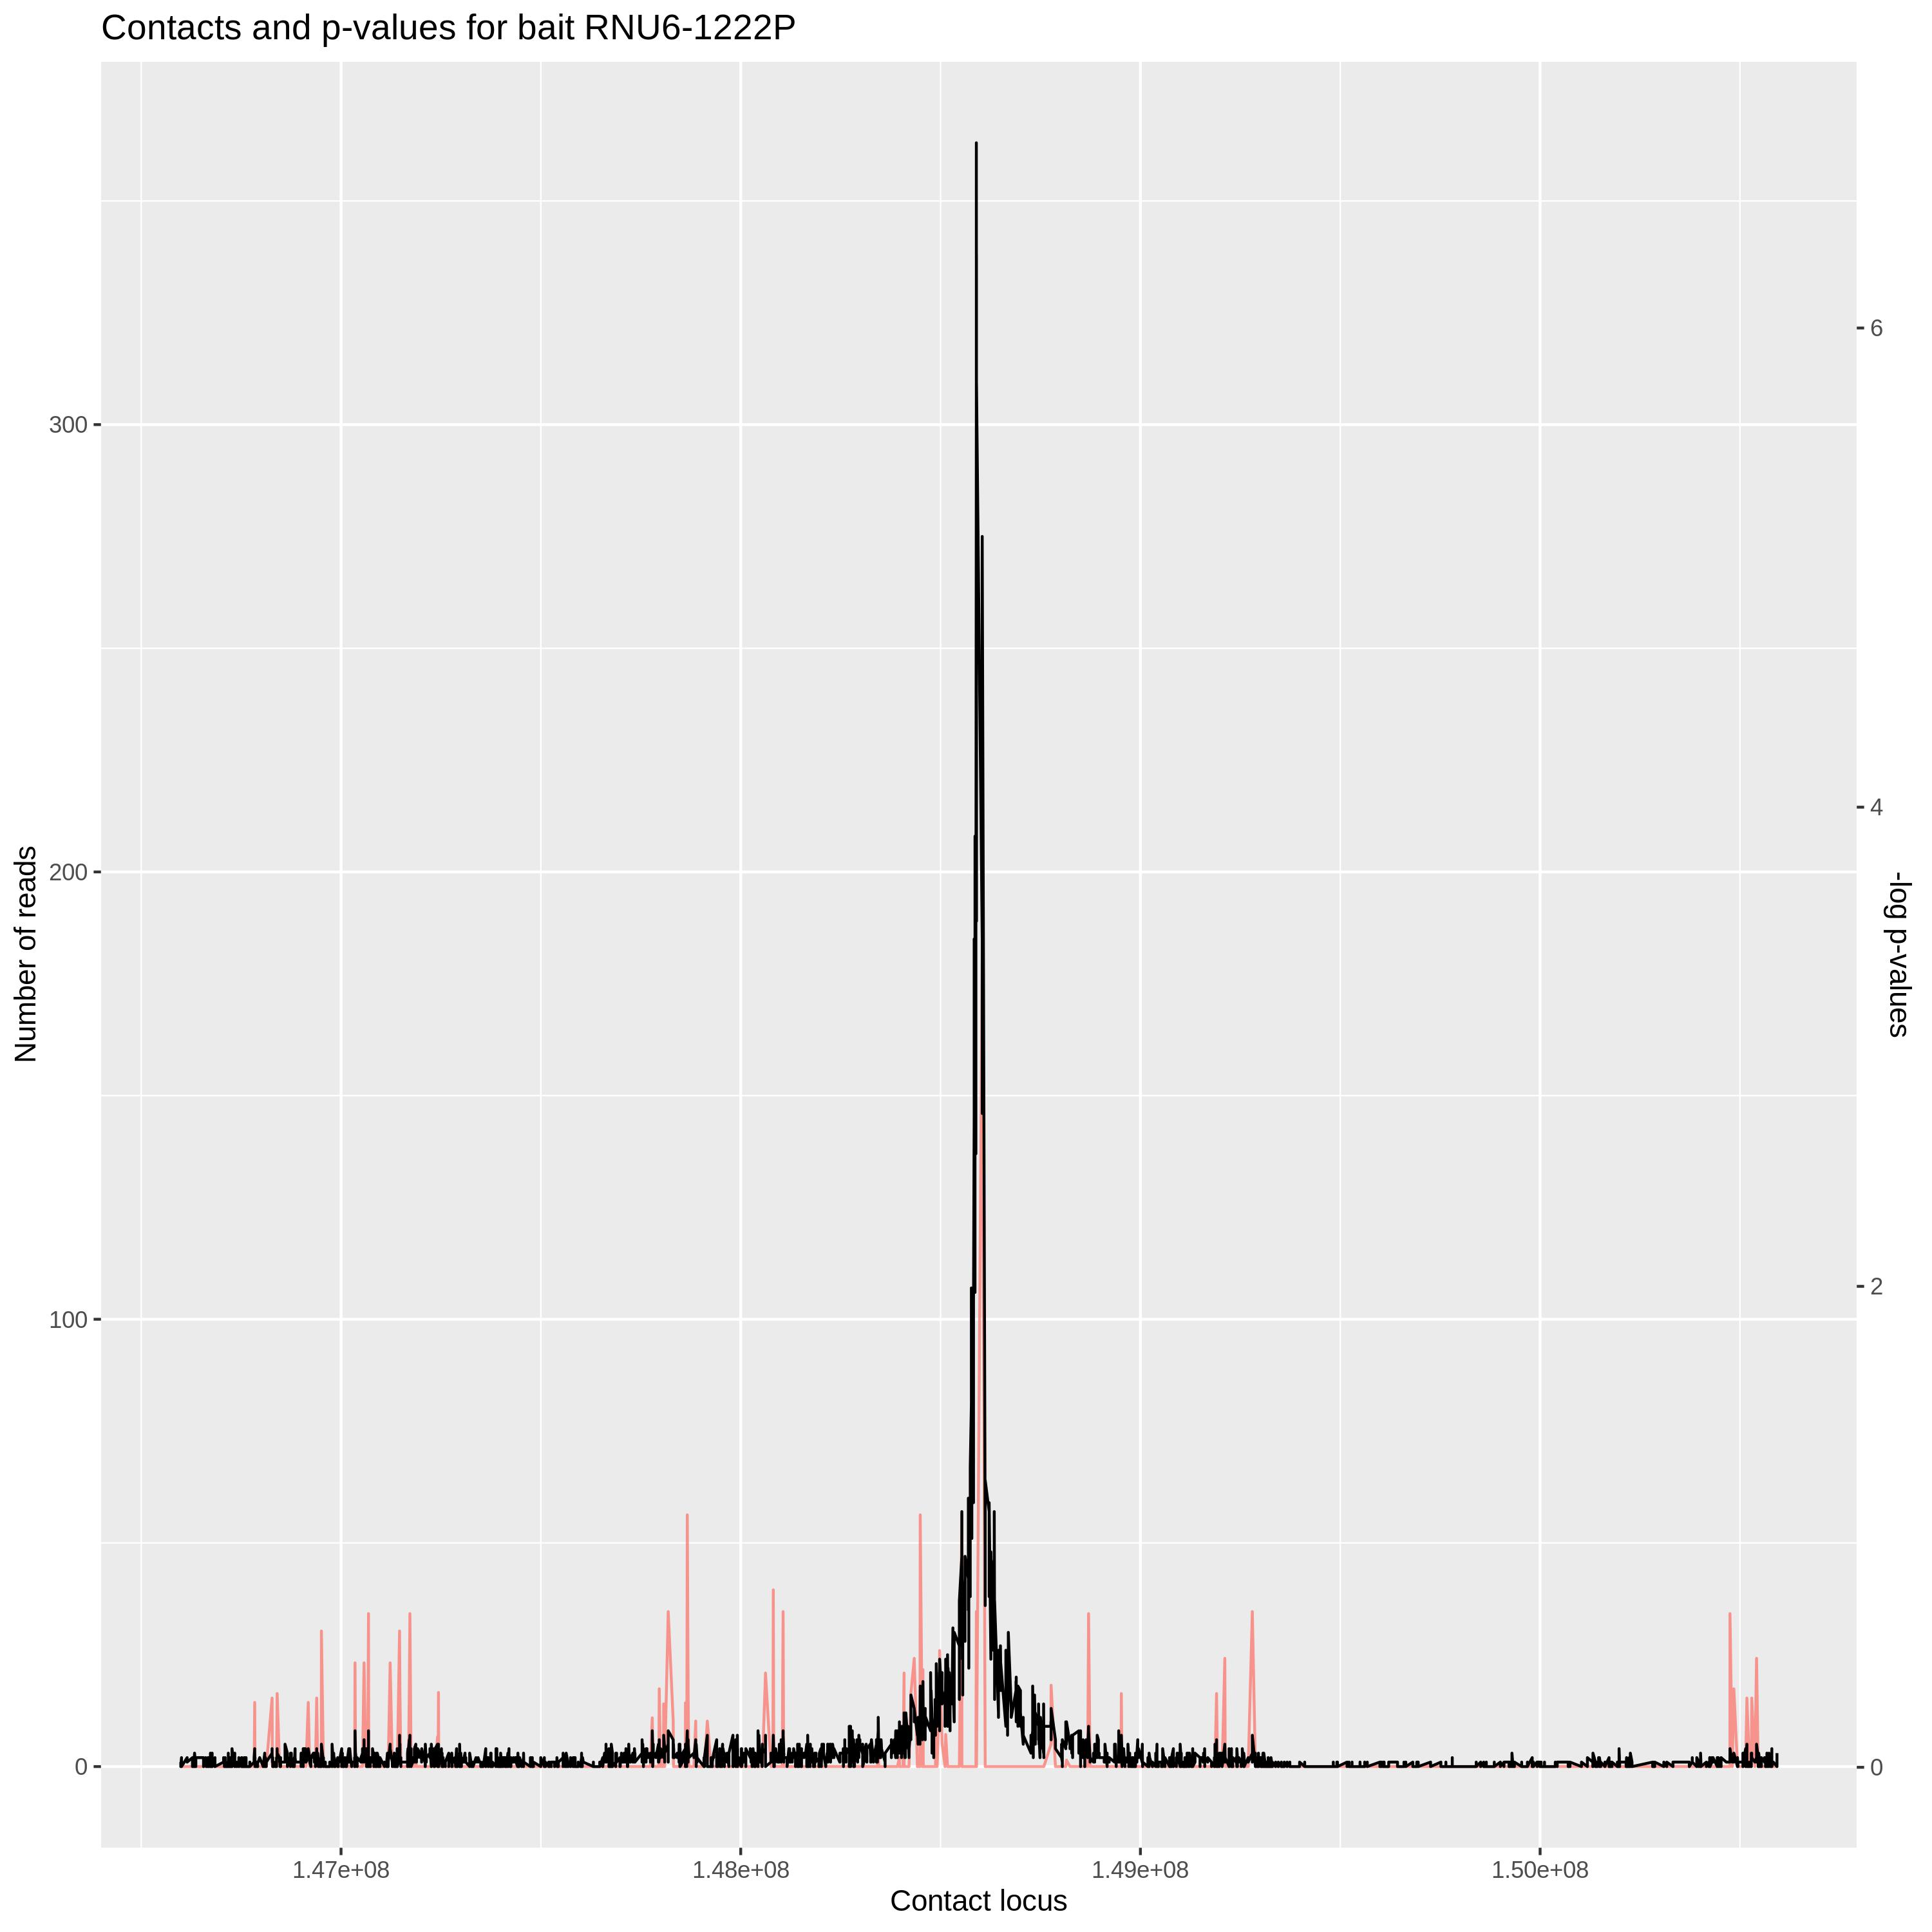 Contacts and p-values for bait RNU6-1222P
300
200
100
0
Number of reads
6
4
2
0
-log p-values
1.47e+08
1.48e+08
1.49e+08
1.50e+08
Contact locus